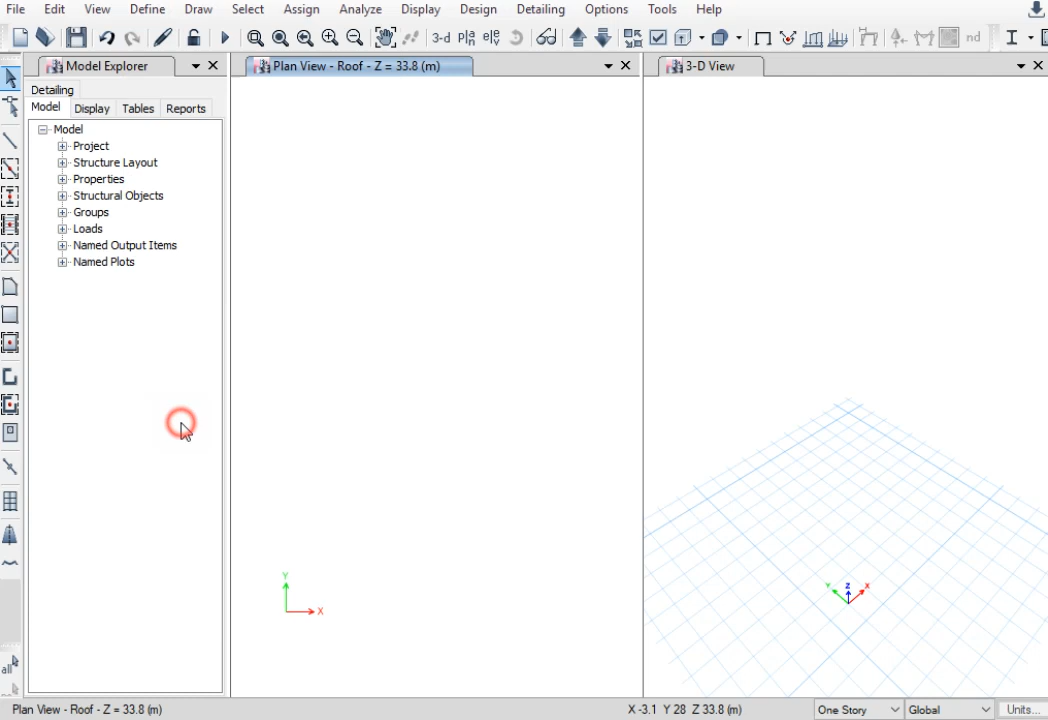 File Edit View Define Draw Select Assign Analyze Display Design Detailing Options Tools Help
3-d plan elev nd
Model Explorer
Plan View - Roof - Z = 33.8 (m)
3-D View
Detailing
Model Display Tables Reports
Model
Project
Structure Layout
Properties
Structural Objects
Groups
Loads
Named Output Items
Named Plots
Y
X
Y Z X
all
Plan View - Roof - Z = 33.8 (m)
X -3.1 Y 28 Z 33.8 (m)
One Story
Global
Units...